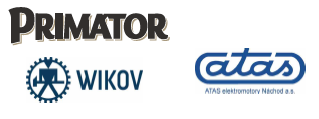 PRIMATOR
WIKOV
atas
ATAS elektromotory Náchod a.s.